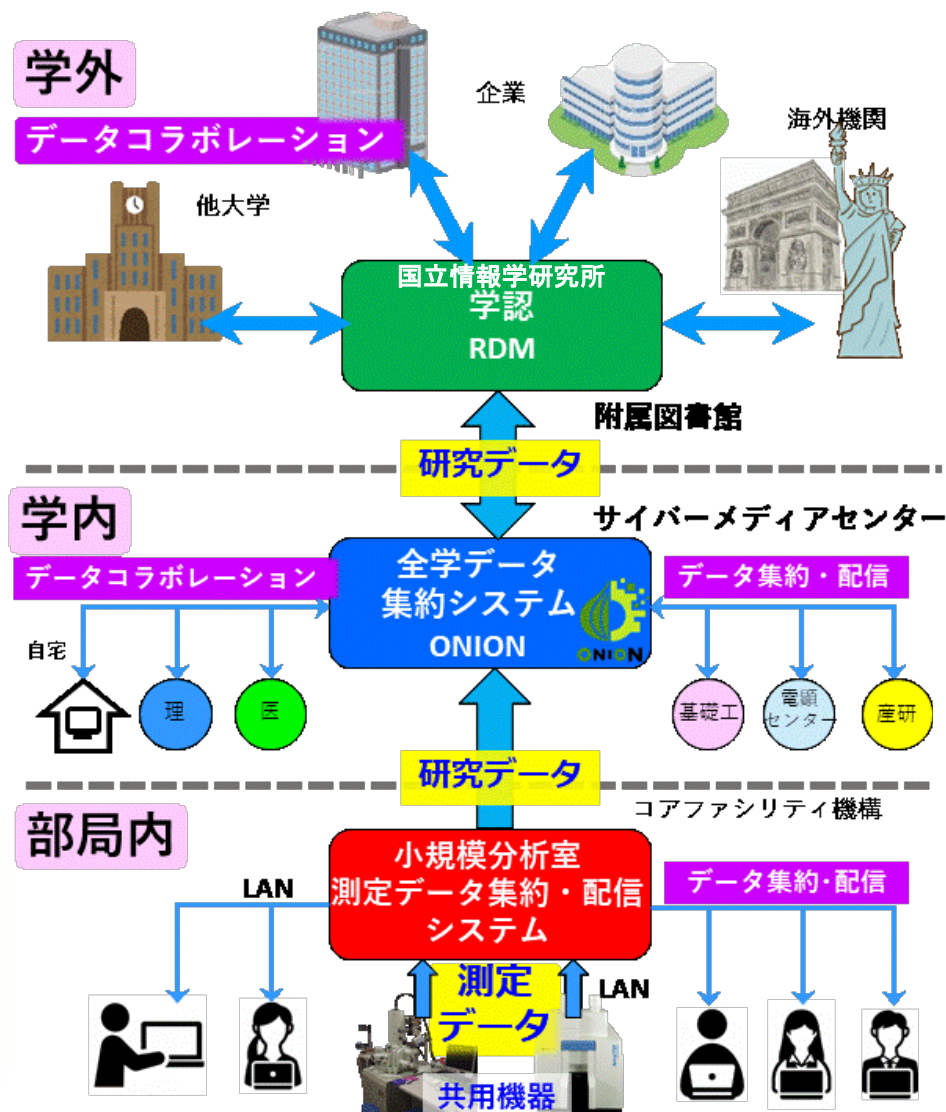 学外
企業
データコラボレーション
海外機関
他大学
国立情報学研究所
学認
RDM
附属図書館
研究データ
学内
サイバーメディアセンター
データコラボレーション
全学データ
集約システム
ONION
ONION
データ集約・配信
自宅
理
医
基礎工
電顕
センター
産研
研究データ
コアファシリティ機構
部局内
小規模分析室
測定データ集約・配信
システム
LAN
データ集約・配信
測定
データ
LAN
共用機器